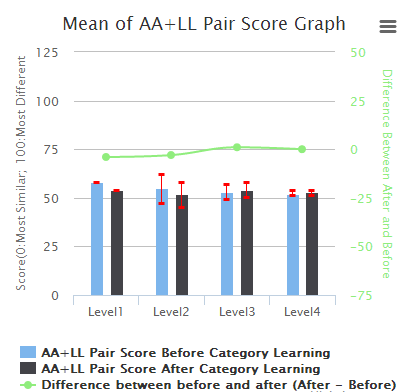 Mean of AA+LL Pair Score Graph
Score(0:Most Similar; 100:Most Different
125
100
75
50
25
0
50
25
0
-25
-50
-75
Difference Between After and Before
Level1
Level2
Level3
Level4
AA+LL Pair Score Before Category Learning
AA+LL Pair Score After Category Learning
Difference between before and after (After - Before)